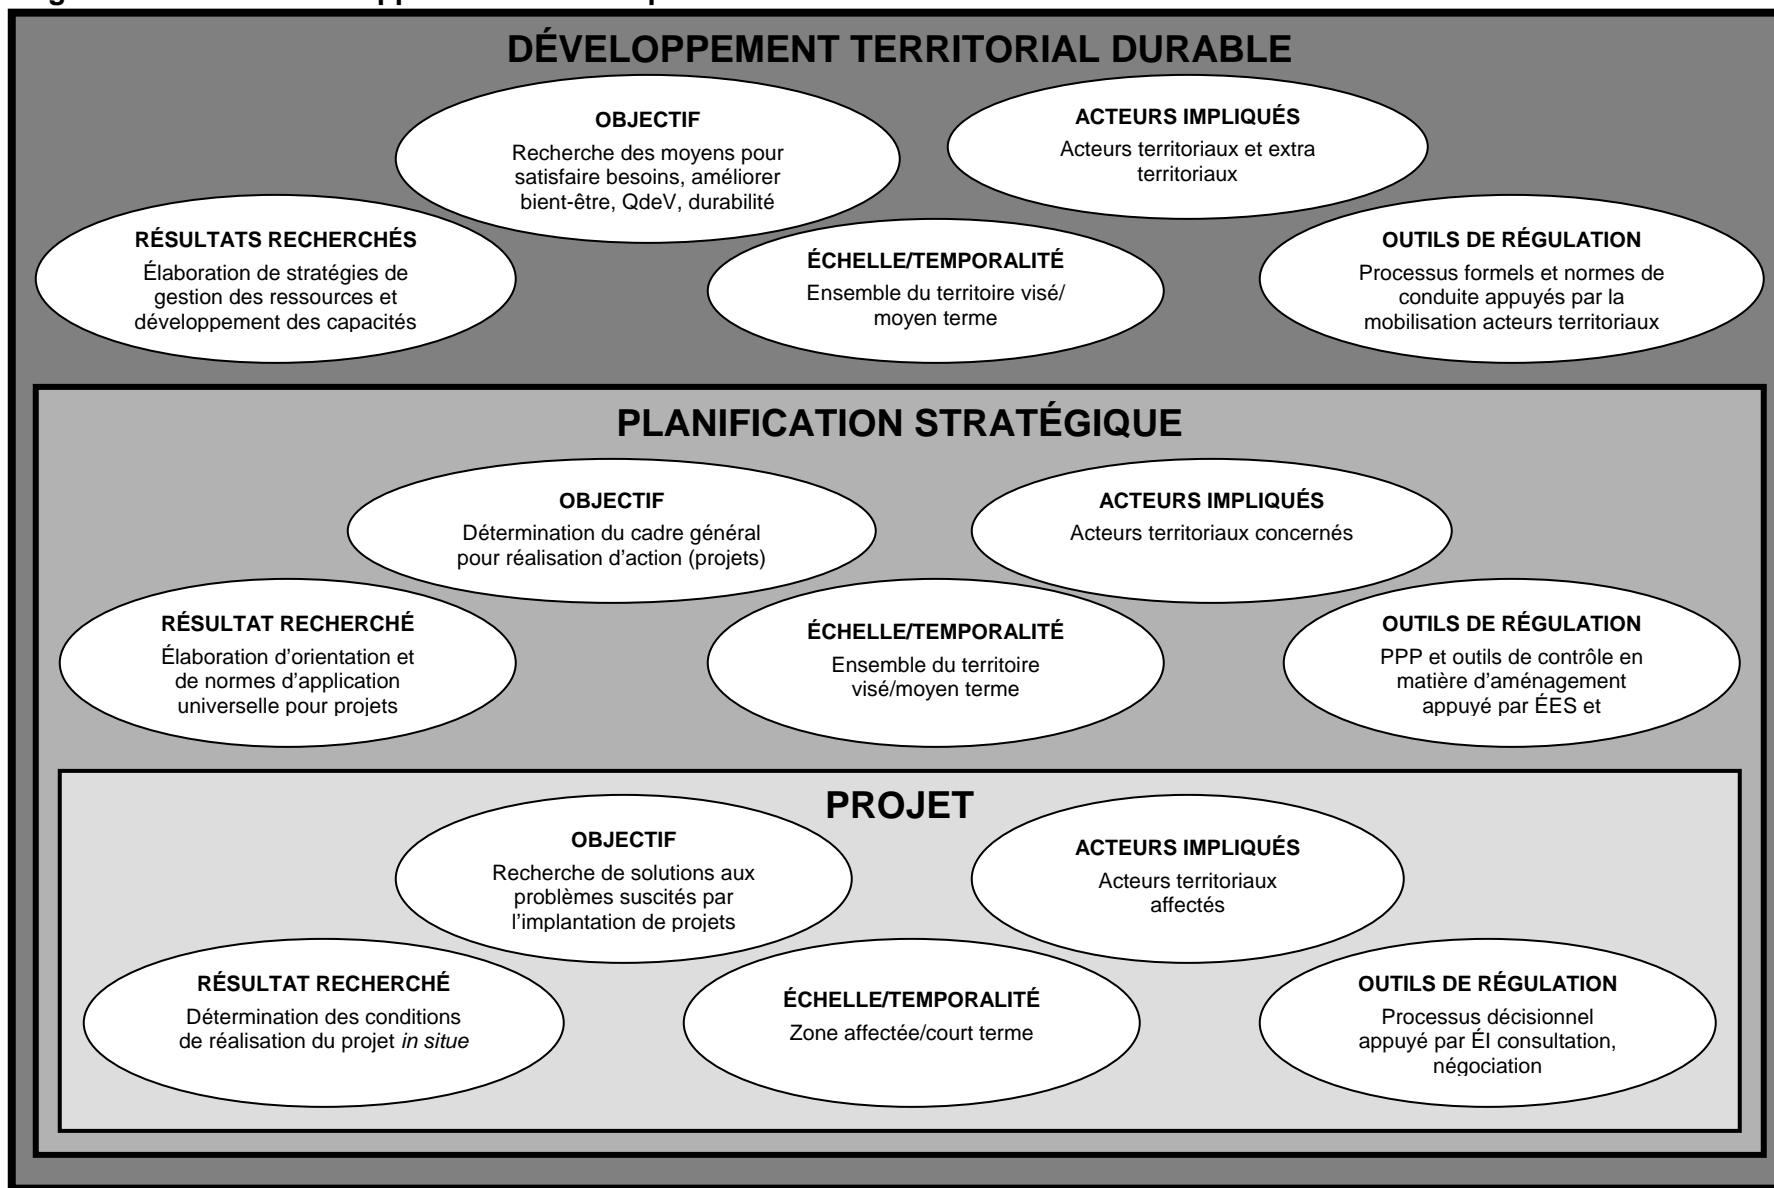 DÉVELOPPEMENT TERRITORIAL DURABLE
OBJECTIF
Recherche des moyens pour
satisfaire besoins, améliorer
bien-être, QdeV, durabilité
ACTEURS IMPLIQUÉS
Acteurs territoriaux et extra
territoriaux
RÉSULTATS RECHERCHÉS
Élaboration de stratégies de
gestion des ressources et
développement des capacités
ÉCHELLE/TEMPORALITÉ
Ensemble du territoire visé/
moyen terme
OUTILS DE RÉGULATION
Processus formels et normes de
conduite appuyés par la
mobilisation acteurs territoriaux
PLANIFICATION STRATÉGIQUE
OBJECTIF
Détermination du cadre général
pour réalisation d'action (projets)
ACTEURS IMPLIQUÉS
Acteurs territoriaux concernés
RÉSULTAT RECHERCHÉ
Élaboration d'orientation et
de normes d'application
universelle pour projets
ÉCHELLE/TEMPORALITÉ
Ensemble du territoire
visé/moyen terme
OUTILS DE RÉGULATION
PPP et outils de contrôle en
matière d'aménagement
appuyé par ÉES et
PROJET
OBJECTIF
Recherche de solutions aux
problèmes suscités par
l'implantation de projets
ACTEURS IMPLIQUÉS
Acteurs territoriaux
affectés
RÉSULTAT RECHERCHÉ
Détermination des conditions
de réalisation du projet in situe
ÉCHELLE/TEMPORALITÉ
Zone affectée/court terme
OUTILS DE RÉGULATION
Processus décisionnel
appuyé par ÉI consultation,
négociation